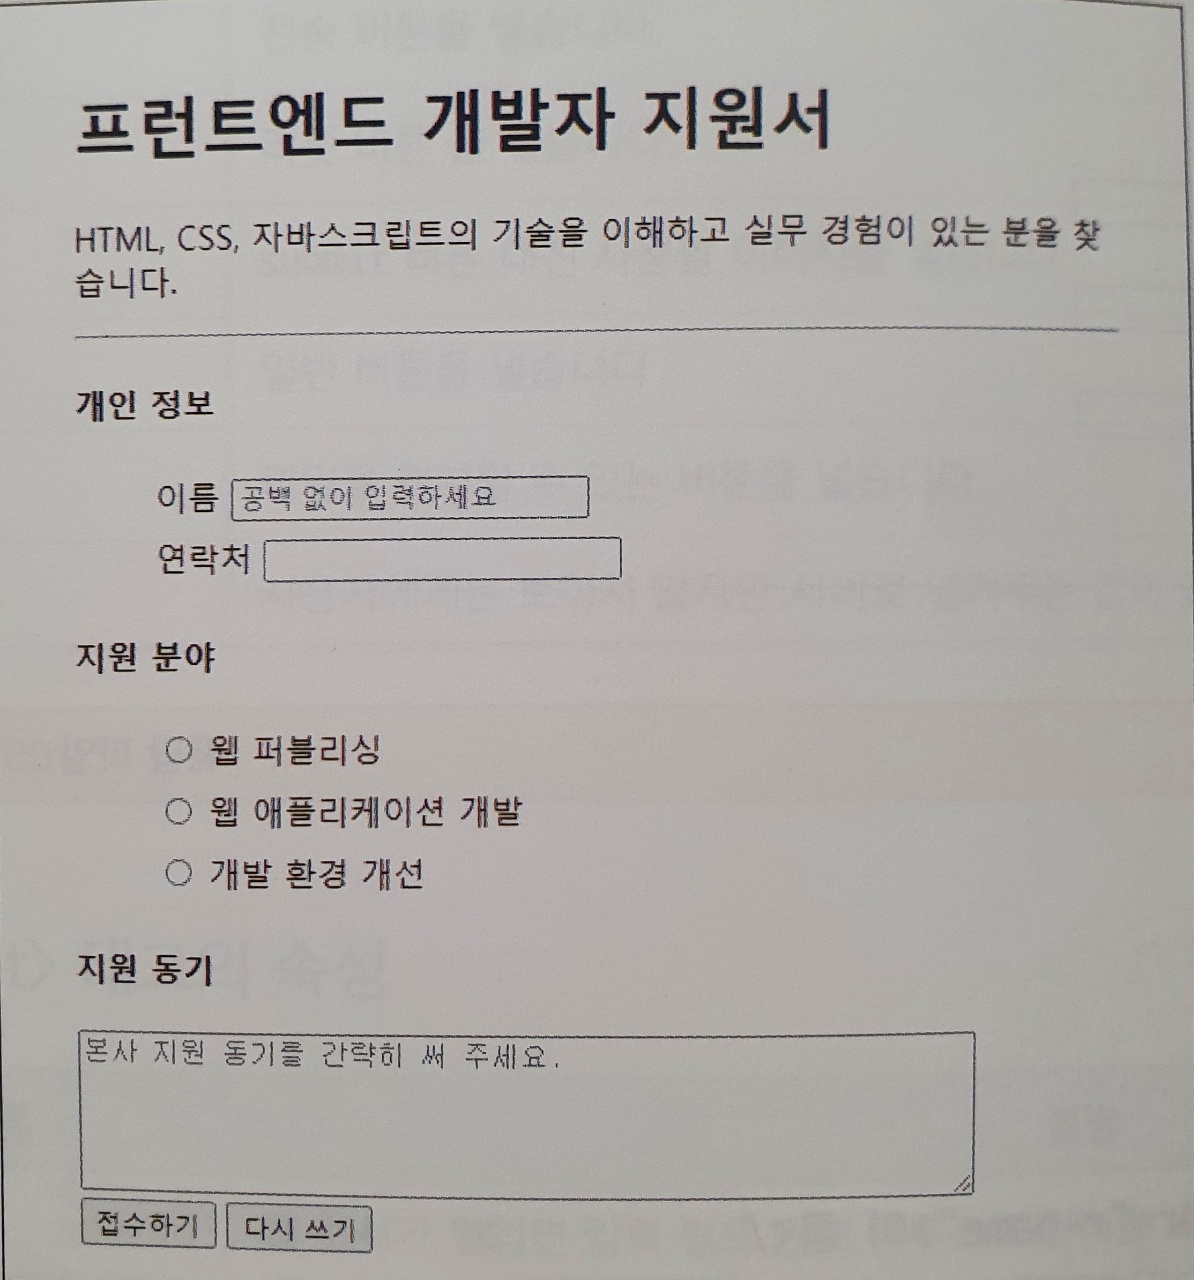 프런트엔드 개발자 지원서
HTML, CSS, 자바스크립트의 기술을 이해하고 실무 경험이 있는 분을 찾
습니다.
개인 정보
이름 공백 없이 입력하세요
연락처
지원 분야
웹 퍼블리싱
웹 애플리케이션 개발
개발 환경 개선
지원 동기
본사 지원 동기를 간략히 써 주세요.
접수하기 다시 쓰기